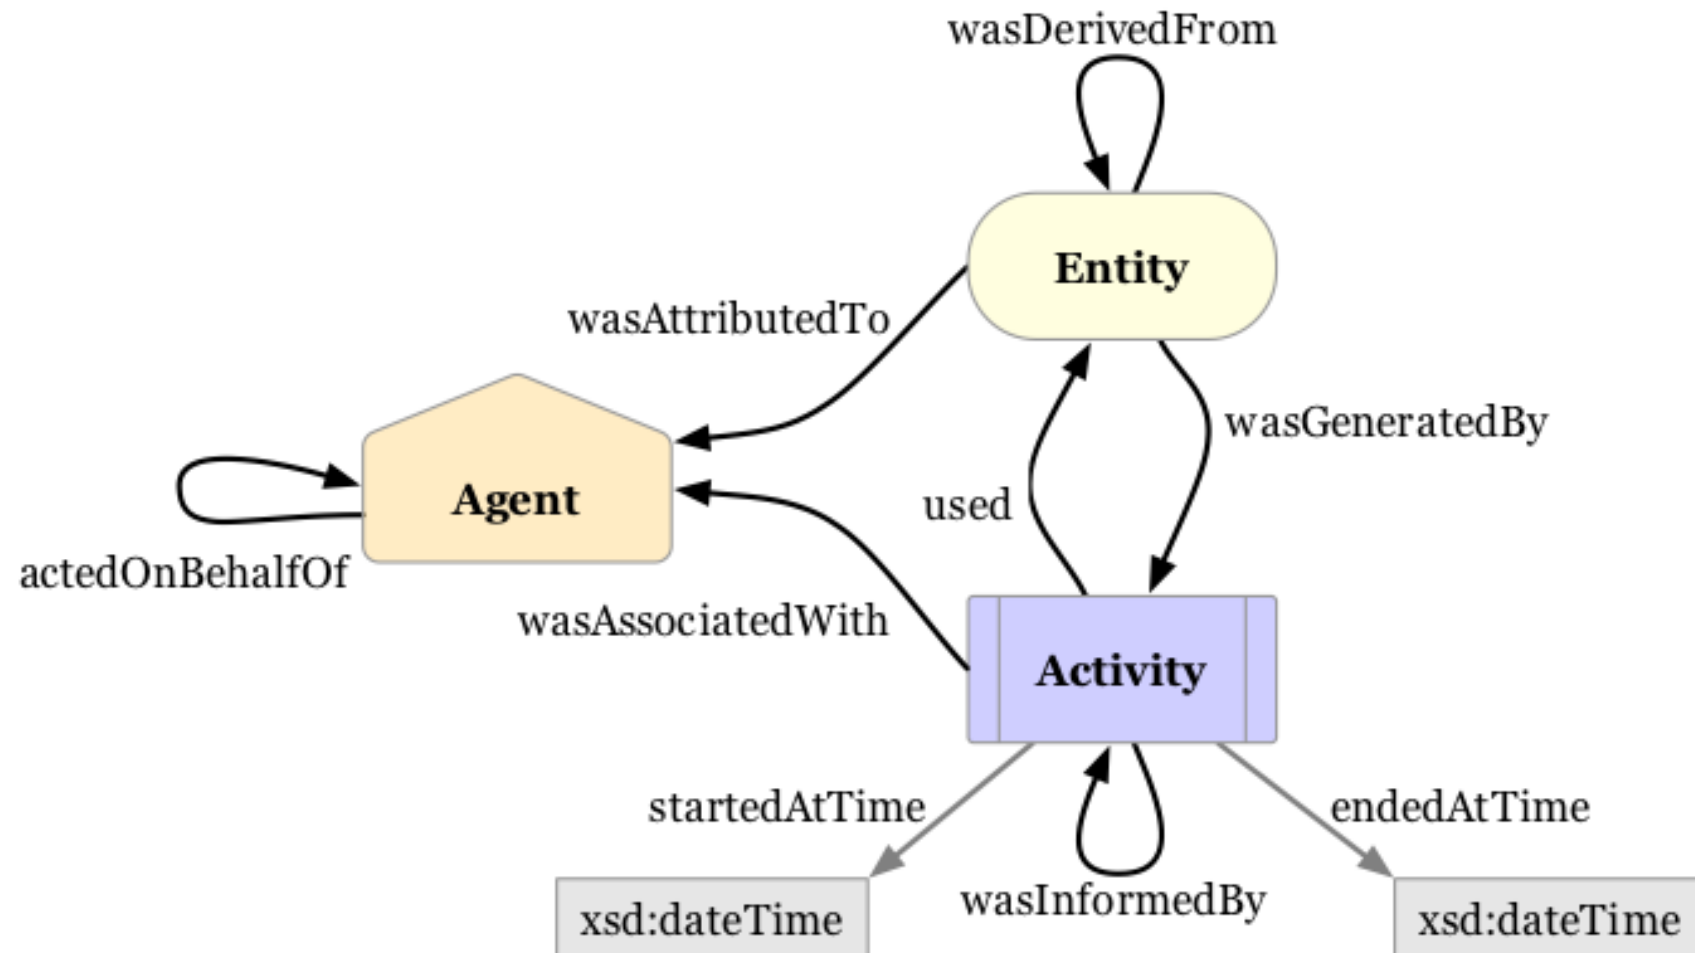 wasDerivedFrom
Entity
wasAttributedTo
wasGeneratedBy
Agent
used
actedOnBehalfOf
wasAssociatedWith
Activity
startedAtTime
endedAtTime
wasInformedBy
xsd:dateTime
xsd:dateTime